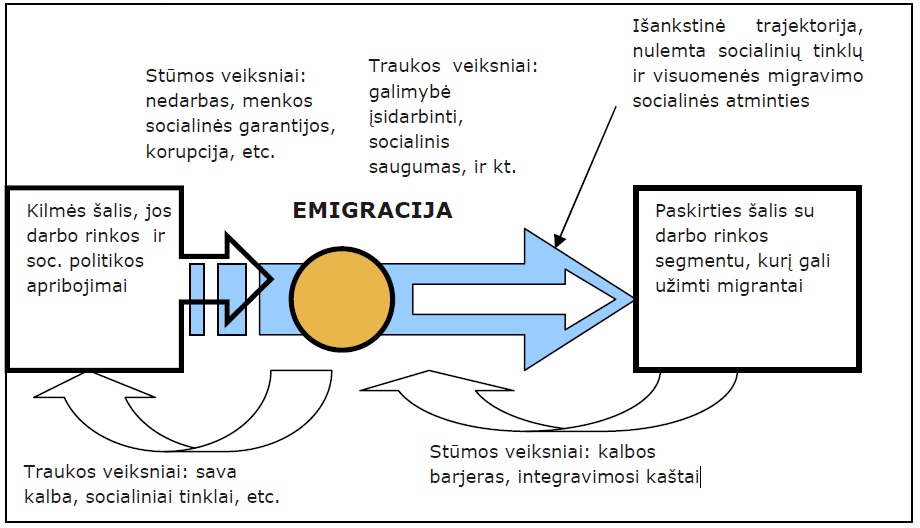 Stūmos veiksniai:
nedarbas, menkos
socialinės garantijos,
korupcija, etc.
Traukos veiksniai:
galimybė
įsidarbinti,
socialinis
saugumas, ir kt.
Išankstinė trajektorija,
nulemta socialinių tinklų
ir visuomenės migravimo
socialinės atminties
Kilmės šalis, jos
darbo rinkos ir
soc. politikos
apribojimai
EMIGRACIJA
Paskirties šalis su
darbo rinkos
segmentu, kurį gali
užimti migrantai
Traukos veiksniai: sava
kalba, socialiniai tinklai, etc.
Stūmos veiksniai: kalbos
barjeras, integravimosi kaštai